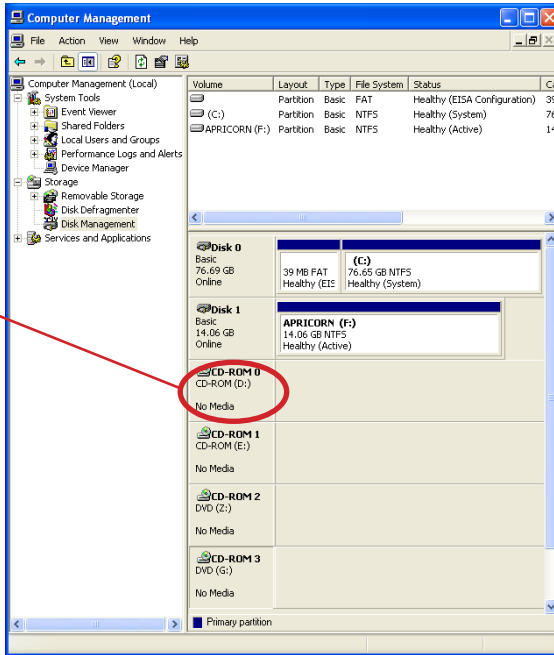 Computer Management
File Action View Window Help
Computer Management (Local)
System Tools
Event Viewer
Shared Folders
Local Users and Groups
Performance Logs and Alerts
Device Manager
Storage
Removable Storage
Disk Defragmenter
Disk Management
Services and Applications
Volume Layout Type File System Status Ca
Partition Basic FAT Healthy (EISA Configuration) 39
(C:) Partition Basic NTFS Healthy (System) 76
APRICORN (F:) Partition Basic NTFS Healthy (Active) 14
Disk 0
Basic
76.69 GB
Online
39 MB FAT
Healthy (EIS
(C:)
76.65 GB NTFS
Healthy (System)
Disk 1
Basic
14.06 GB
Online
APRICORN (F:)
14.06 GB NTFS
Healthy (Active)
CD-ROM 0
CD-ROM (D:)
No Media
CD-ROM 1
CD-ROM (E:)
No Media
CD-ROM 2
DVD (Z:)
No Media
CD-ROM 3
DVD (G:)
No Media
Primary partition